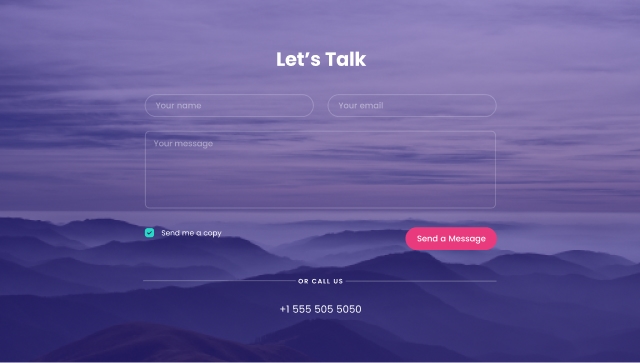 Let’s Talk
Your name
Your email
Your message
Send me a copy
Send a Message
OR CALL US
+1 555 505 5050